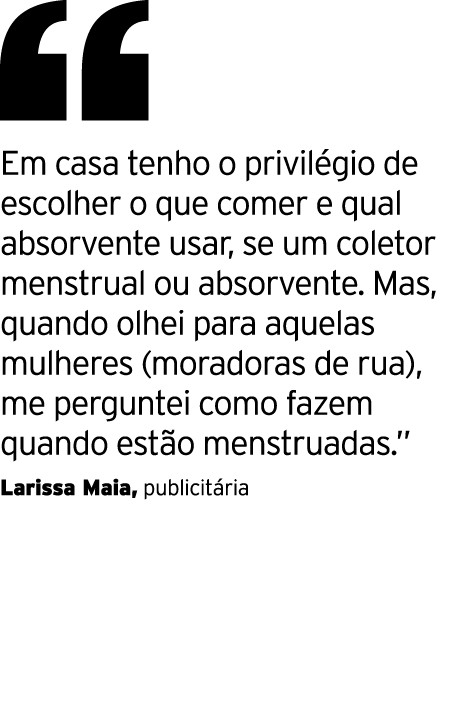 “
Em casa tenho o privilégio de
escolher o que comer e qual
absorvente usar, se um coletor
menstrual ou absorvente. Mas,
quando olhei para aquelas
mulheres (moradoras de rua),
me perguntei como fazem
quando estão menstruadas.”
Larissa Maia, publicitária